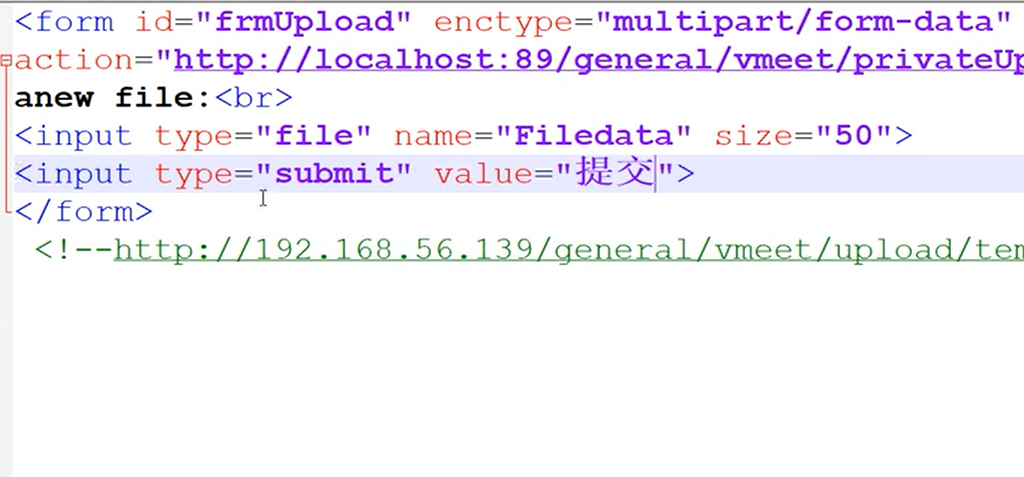 <form id="frmUpload" enctype="multipart/form-data"
action="http://localhost:89/general/vmeet/privateUp
anew file:<br>
<input type="file" name="Filedata" size="50">
<input type="submit" value="提交">
</form>
<!--http://192.168.56.139/general/vmeet/upload/tem